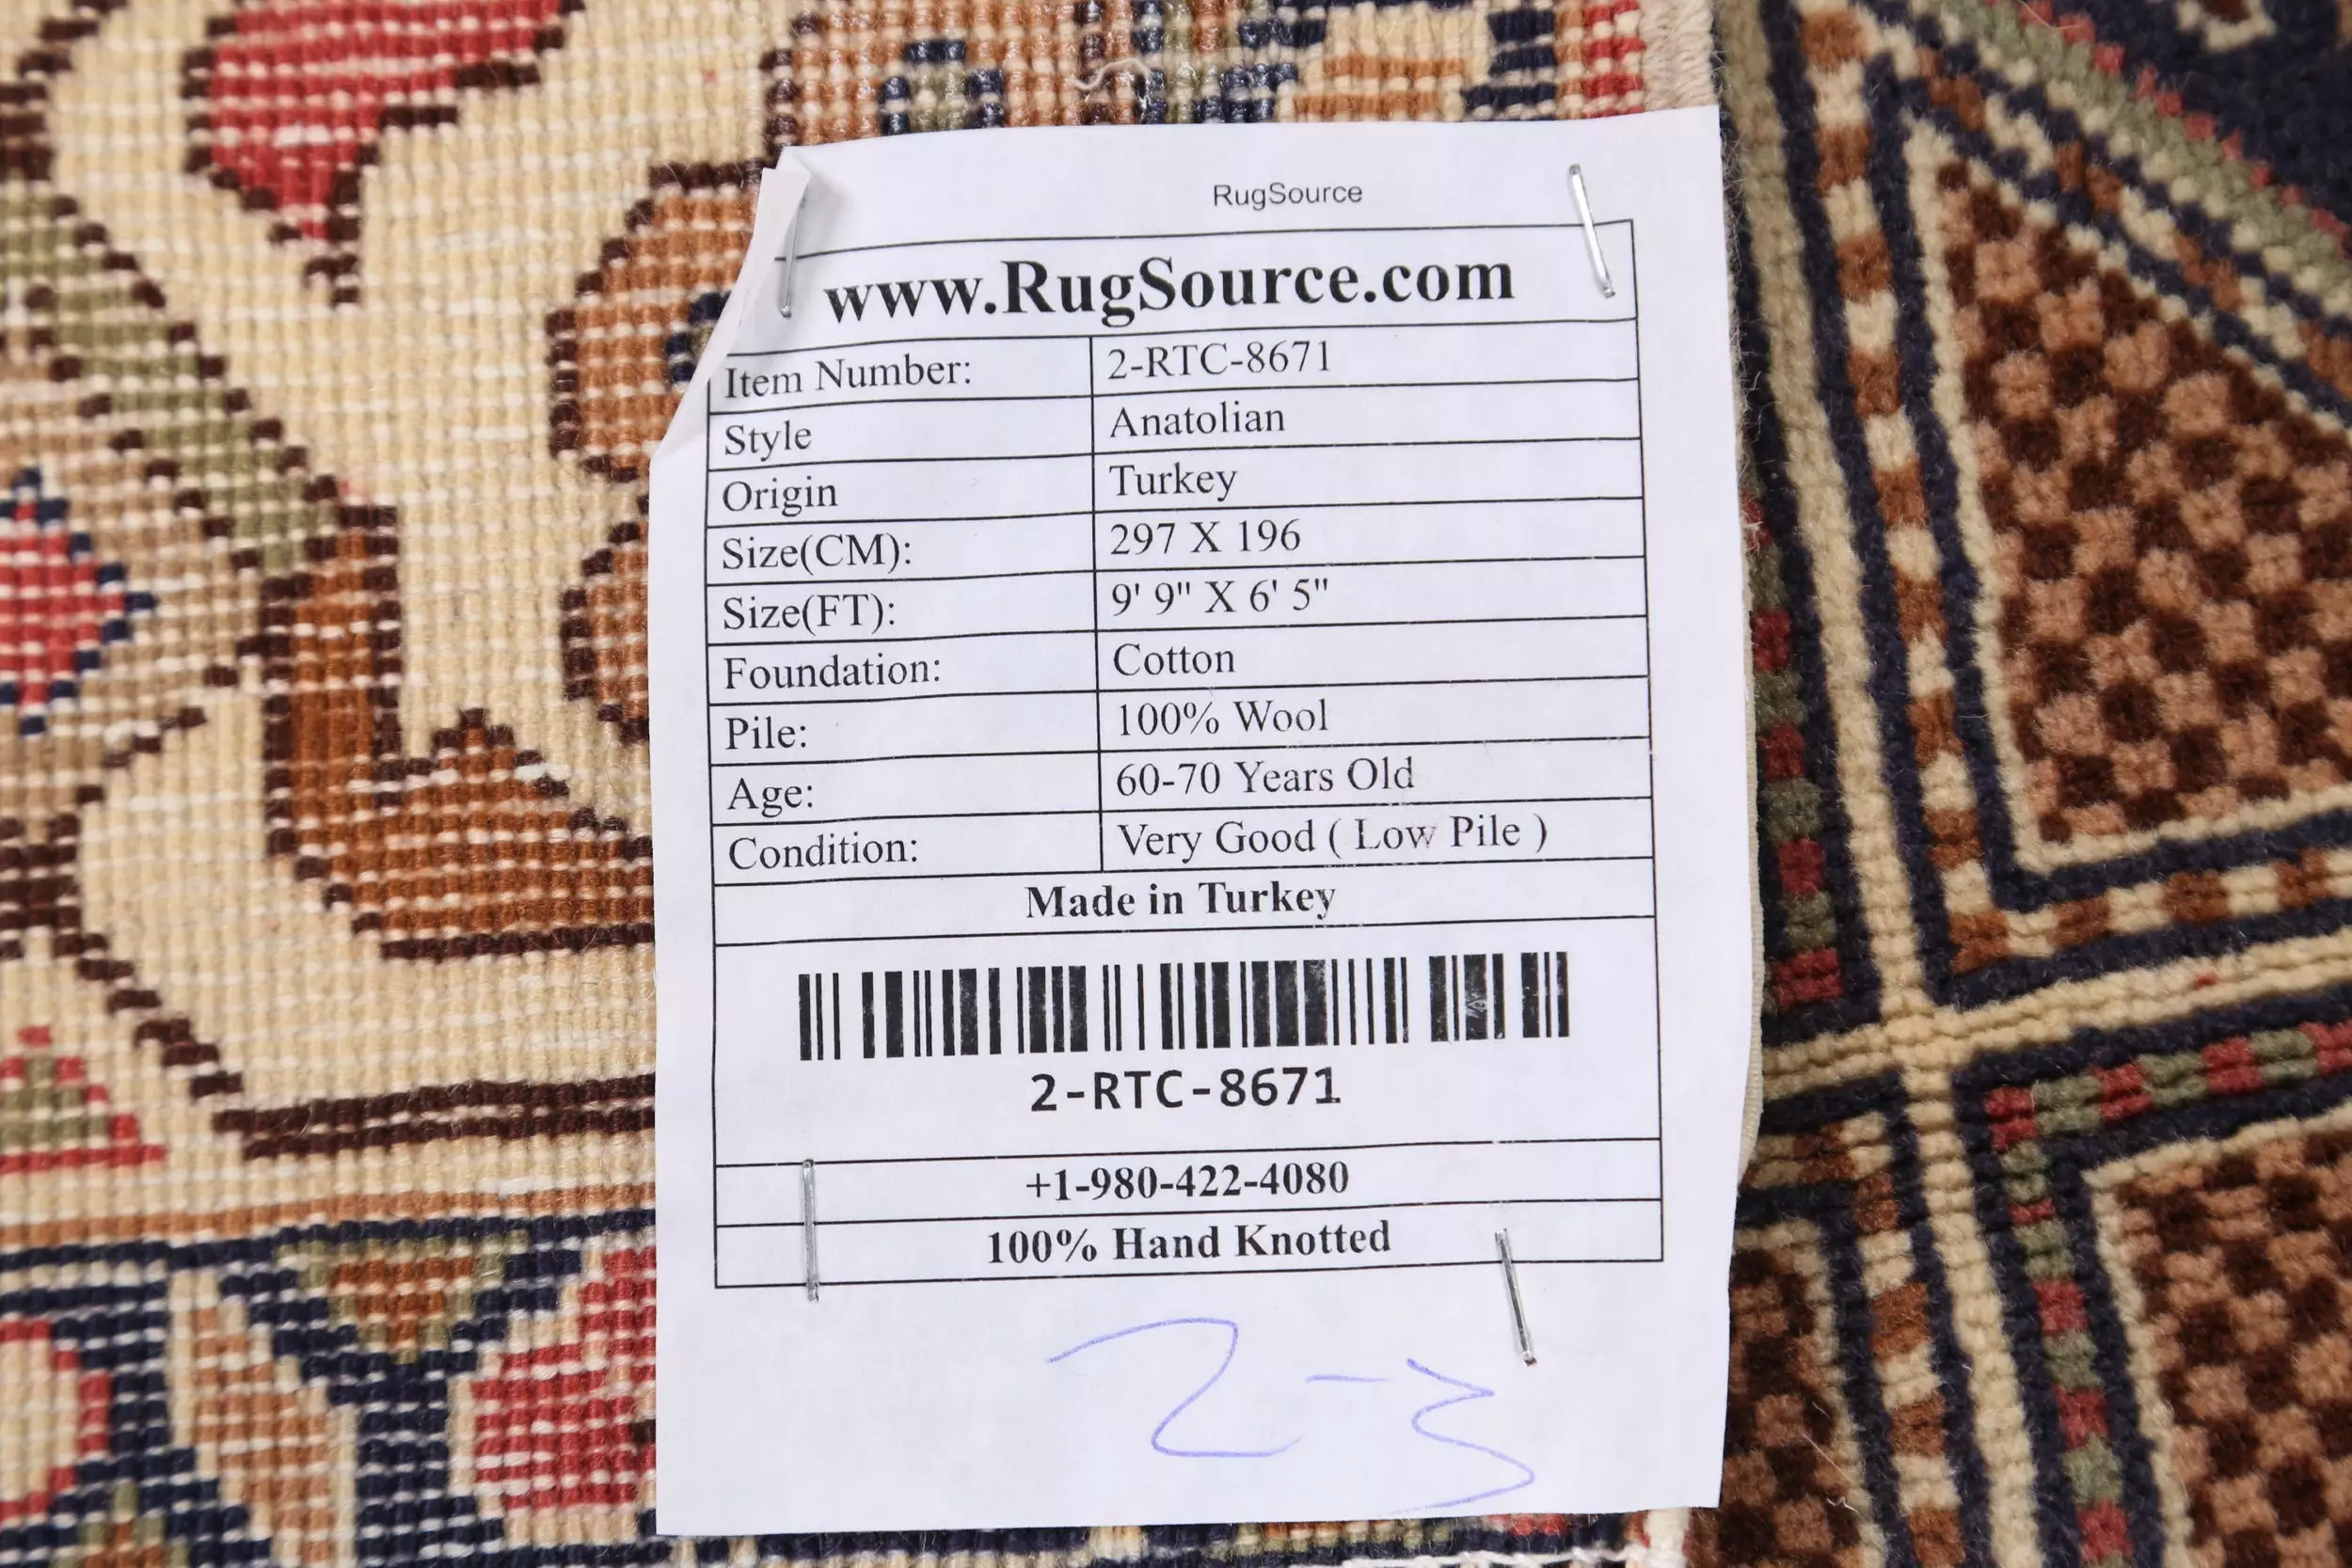 RugSource
www.RugSource.com
Item Number: 2-RTC-8671
Style Anatolian
Origin Turkey
Size(CM): 297 X 196
Size(FT): 9' 9" X 6' 5"
Foundation: Cotton
Pile: 100% Wool
Age: 60-70 Years Old
Condition: Very Good ( Low Pile )
Made in Turkey
2-RTC-8671
+1-980-422-4080
100% Hand Knotted
2-3